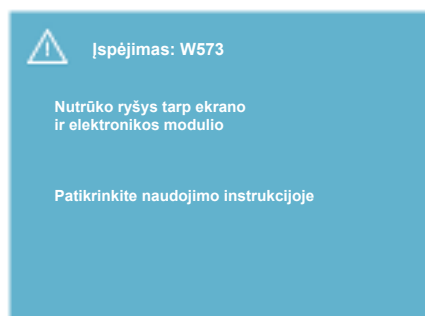 Įspėjimas: W573
Nutrūko ryšys tarp ekrano
ir elektronikos modulio
Patikrinkite naudojimo instrukcijoje